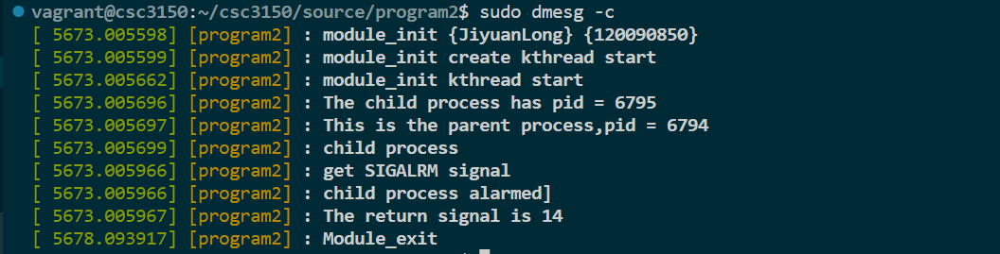 vagrant@csc3150:~/csc3150/source/program2$ sudo dmesg -c
[ 5673.005598] [program2] : module_init {JiyuanLong} {120090850}
[ 5673.005599] [program2] : module_init create kthread start
[ 5673.005662] [program2] : module_init kthread start
[ 5673.005696] [program2] : The child process has pid = 6795
[ 5673.005697] [program2] : This is the parent process,pid = 6794
[ 5673.005699] [program2] : child process
[ 5673.005966] [program2] : get SIGALRM signal
[ 5673.005966] [program2] : child process alarmed]
[ 5673.005967] [program2] : The return signal is 14
[ 5678.093917] [program2] : Module_exit